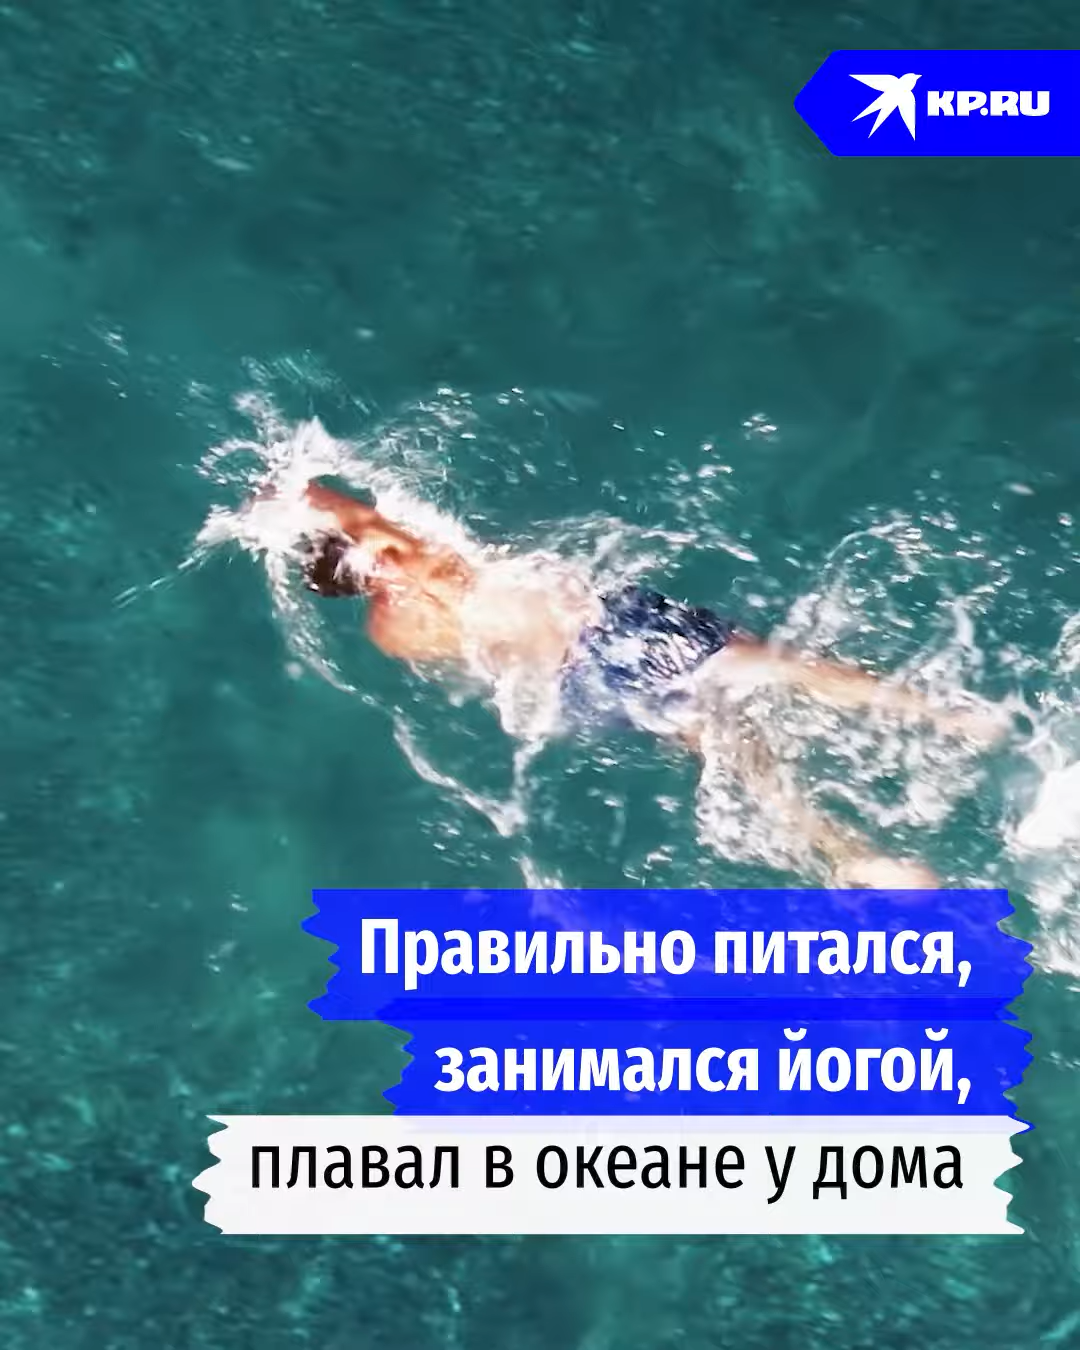 KP.RU
Правильно питался,
занимался йогой,
плавал в океане у дома